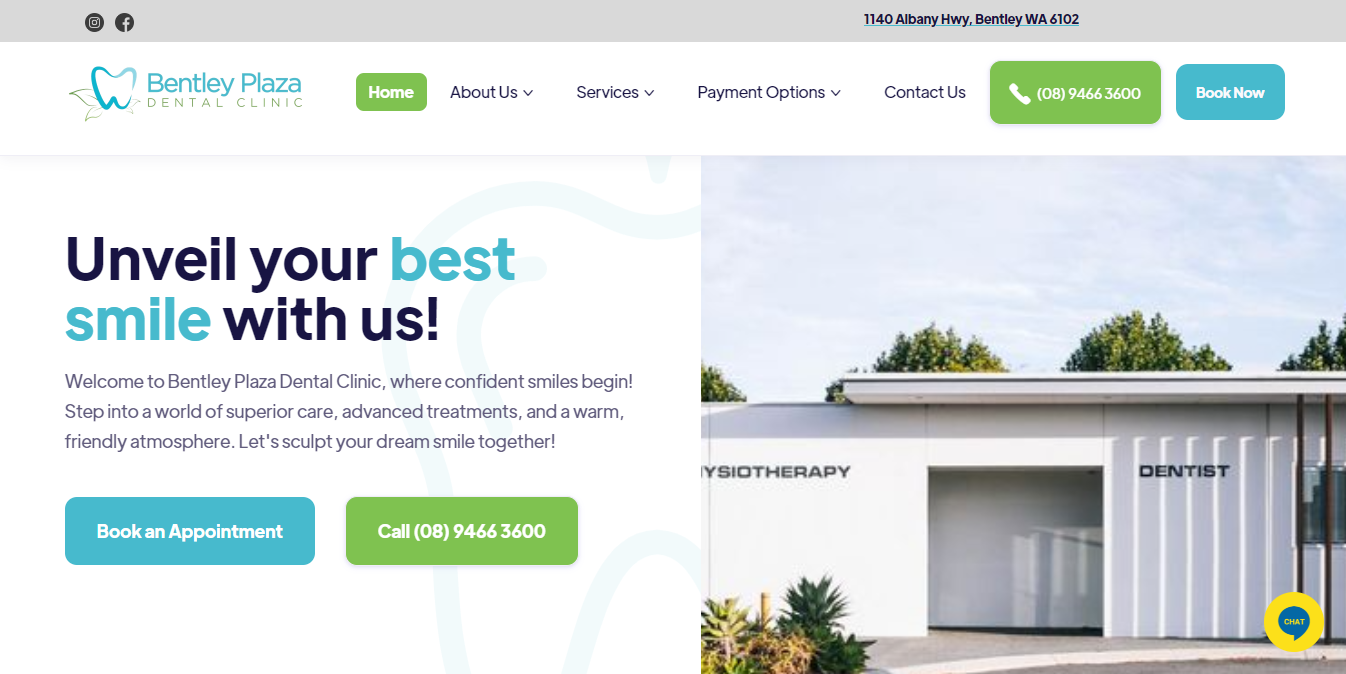 1140 Albany Hwy, Bentley WA 6102
Bentley Plaza
DENTAL CLINIC
Home
About Us
Services
Payment Options
Contact Us
(08) 9466 3600
Book Now
Unveil your best
smile with us!
Welcome to Bentley Plaza Dental Clinic, where confident smiles begin!
Step into a world of superior care, advanced treatments, and a warm,
friendly atmosphere. Let's sculpt your dream smile together!
Book an Appointment
Call (08) 9466 3600
YSIOTHERAPY
DENTIST
CHAT